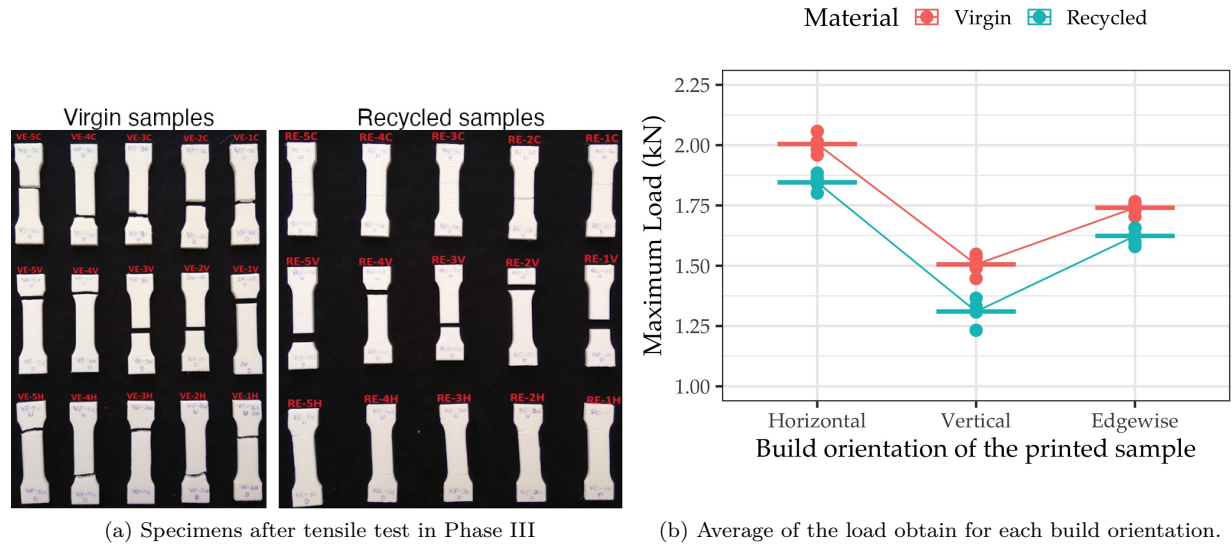 Material Virgin Recycled
Virgin samples
Recycled samples
VE-5C VE-4C VE-3C VE-2C VE-1C
RE-5C RE-4C RE-3C RE-2C RE-1C
VE-5V VE-4V VE-3V VE-2V VE-1V
RE-5V RE-4V RE-3V RE-2V RE-1V
VE-5H VE-4H VE-3H VE-2H VE-1H
RE-5H RE-4H RE-3H RE-2H RE-1H
Maximum Load (kN)
2.25
2.00
1.75
1.50
1.25
1.00
Horizontal Vertical Edgewise
Build orientation of the printed sample
(a) Specimens after tensile test in Phase III
(b) Average of the load obtain for each build orientation.